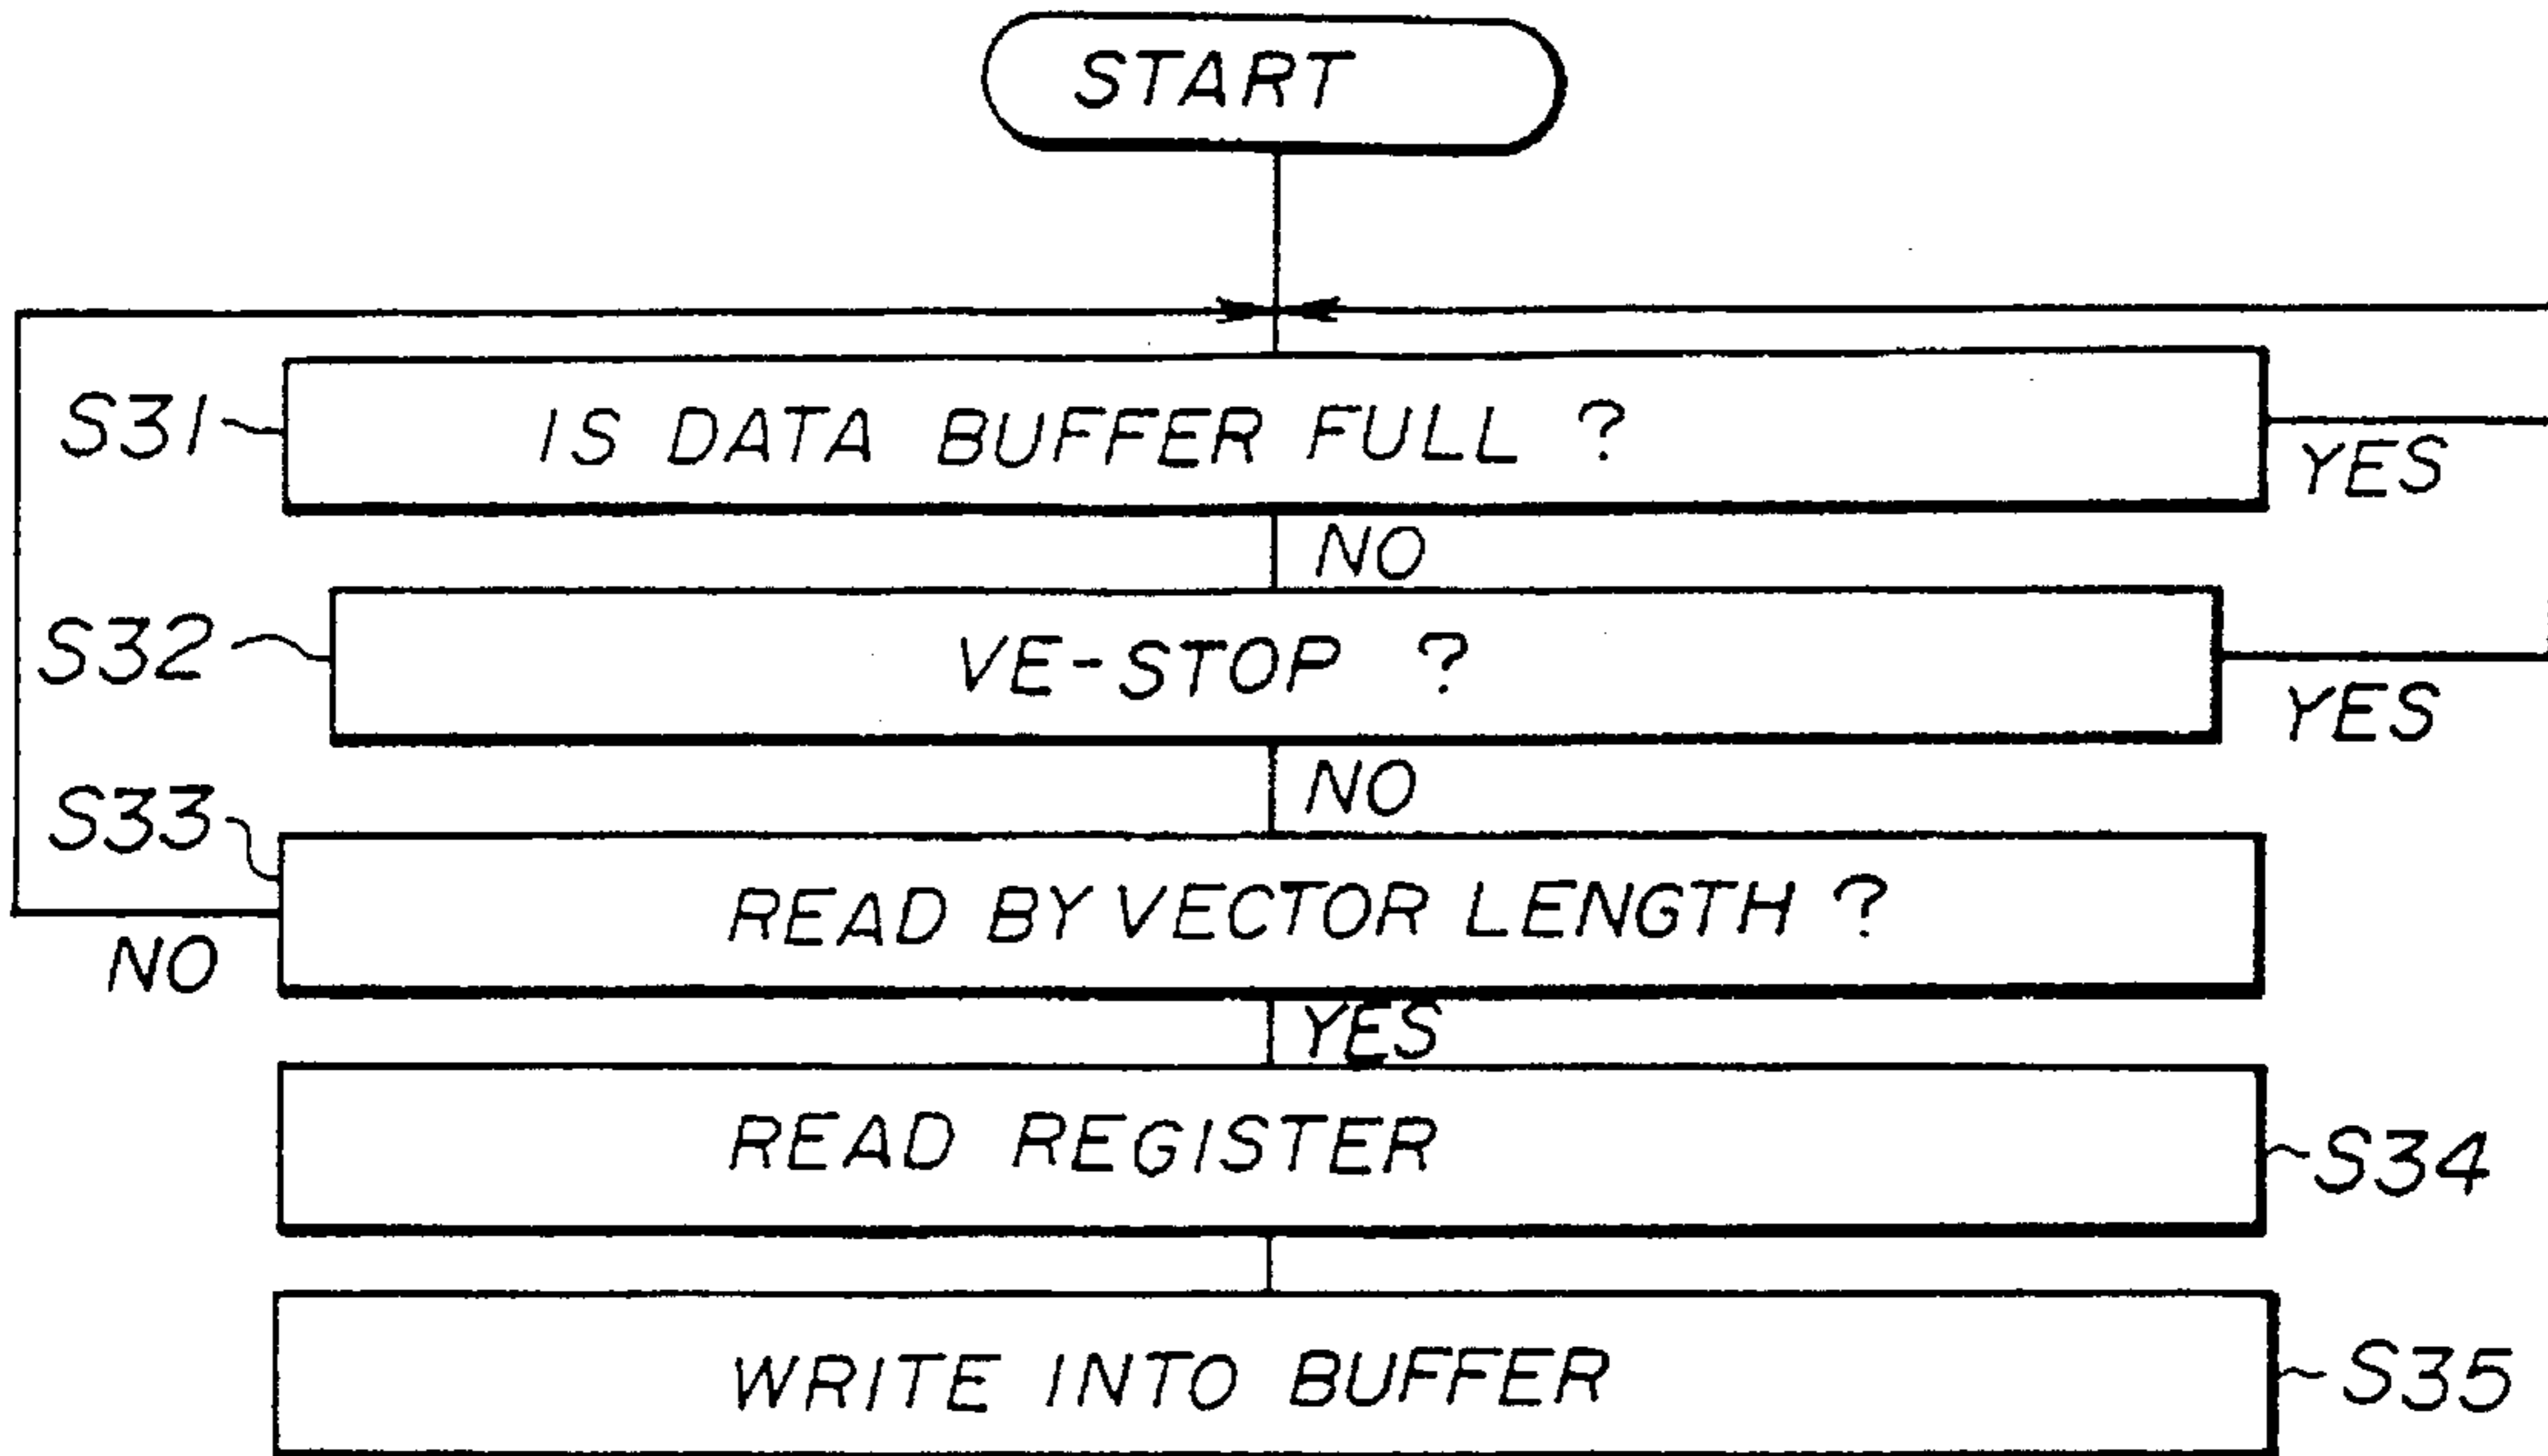 START
S31
IS DATA BUFFER FULL ?
YES
NO
S32
VE-STOP ?
YES
NO
S33
READ BY VECTOR LENGTH ?
NO
YES
READ REGISTER
S34
WRITE INTO BUFFER
S35